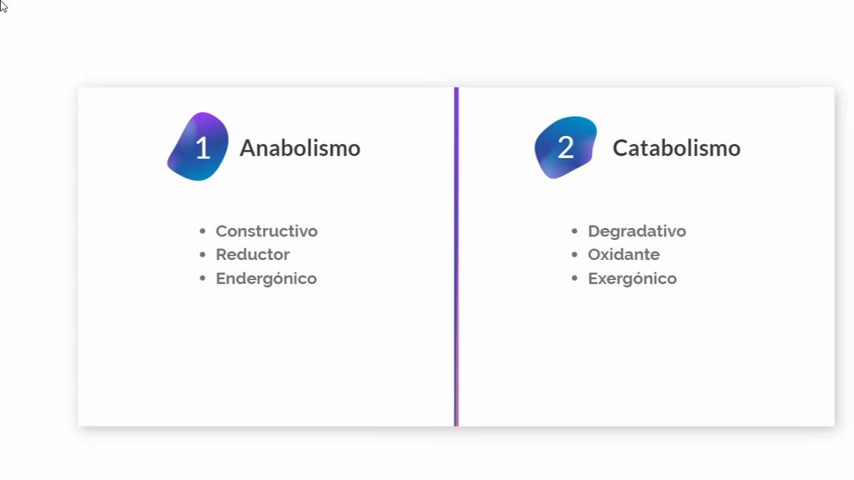 1 Anabolismo
• Constructivo
• Reductor
• Endergónico
2 Catabolismo
• Degradativo
• Oxidante
• Exergónico